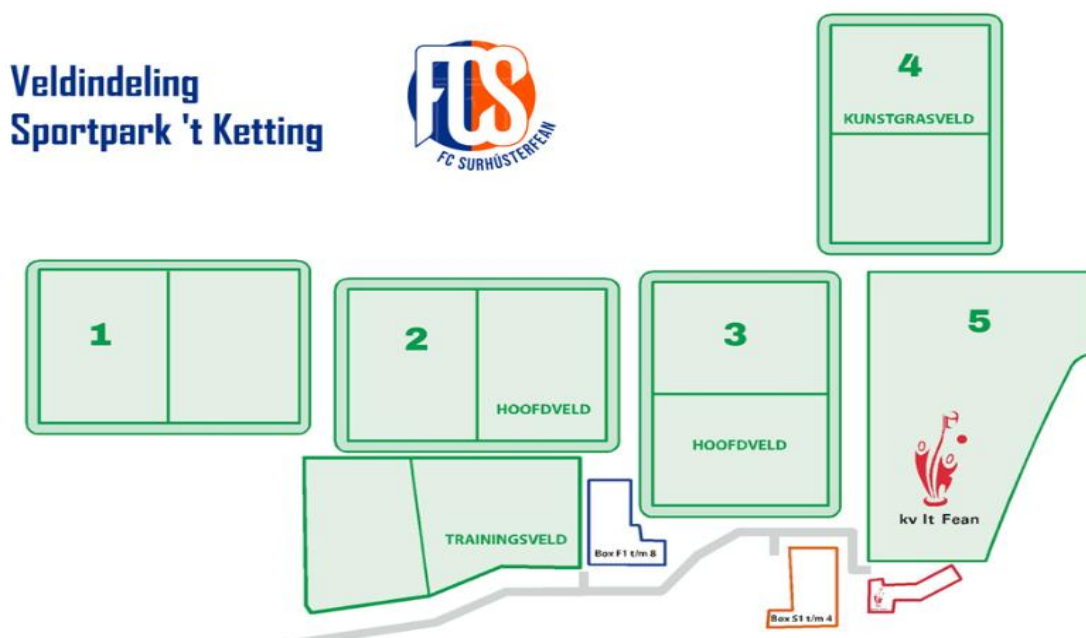 Veldindeling
Sportpark 't Ketting
FCS
FC SURHÚSTERFEAN
4
KUNSTGRASVELD
1
2
HOOFDVELD
3
HOOFDVELD
5
kv It Fean
TRAININGSVELD
Box F1 t/m 8
Box S1 t/m 4